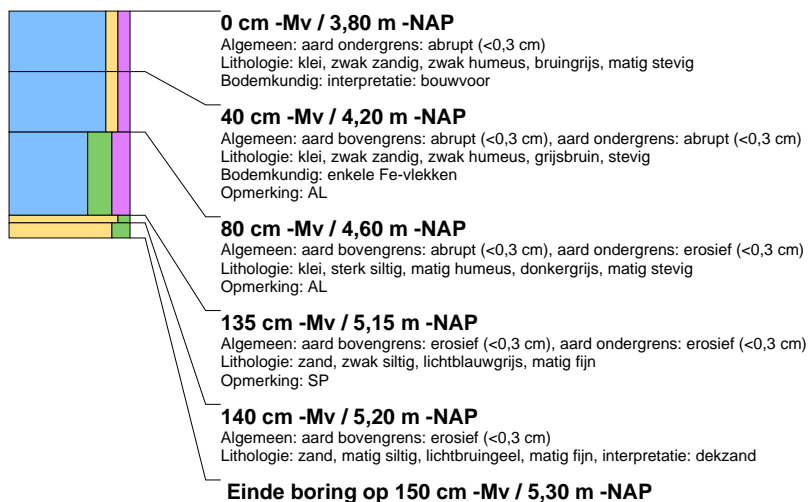 0 cm -Mv / 3,80 m -NAP
Algemeen: aard ondergrens: abrupt (<0,3 cm)
Lithologie: klei, zwak zandig, zwak humeus, bruingrijs, matig stevig
Bodemkundig: interpretatie: bouwvoor
40 cm -Mv / 4,20 m -NAP
Algemeen: aard bovengrens: abrupt (<0,3 cm), aard ondergrens: abrupt (<0,3 cm)
Lithologie: klei, zwak zandig, zwak humeus, grijsbruin, stevig
Bodemkundig: enkele Fe-vlekken
Opmerking: AL
80 cm -Mv / 4,60 m -NAP
Algemeen: aard bovengrens: abrupt (<0,3 cm), aard ondergrens: erosief (<0,3 cm)
Lithologie: klei, sterk siltig, matig humeus, donkergrijs, matig stevig
Opmerking: AL
135 cm -Mv / 5,15 m -NAP
Algemeen: aard bovengrens: erosief (<0,3 cm), aard ondergrens: erosief (<0,3 cm)
Lithologie: zand, zwak siltig, lichtblauwgrijs, matig fijn
Opmerking: SP
140 cm -Mv / 5,20 m -NAP
Algemeen: aard bovengrens: erosief (<0,3 cm)
Lithologie: zand, matig siltig, lichtbruingeel, matig fijn, interpretatie: dekzand
Einde boring op 150 cm -Mv / 5,30 m -NAP